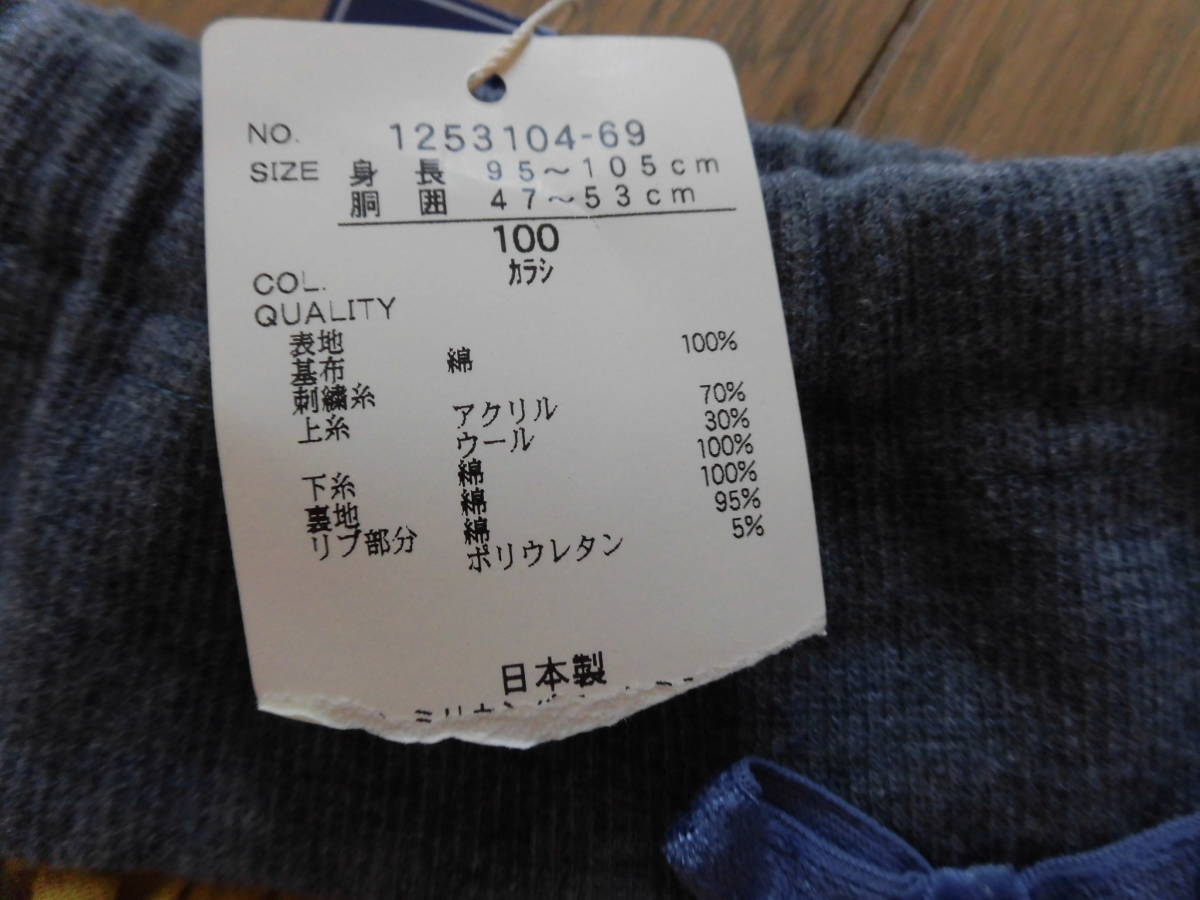 NO. 1253104-69
SIZE 身長 95～105cm
胴囲 47～53cm
100
COL. カラシ
QUALITY
表地
基布 綿 100%
刺繍糸
上糸 アクリル 70%
ウール 30%
下糸 綿 100%
裏地 綿 100%
リブ部分 綿 95%
ポリウレタン 5%
日本製